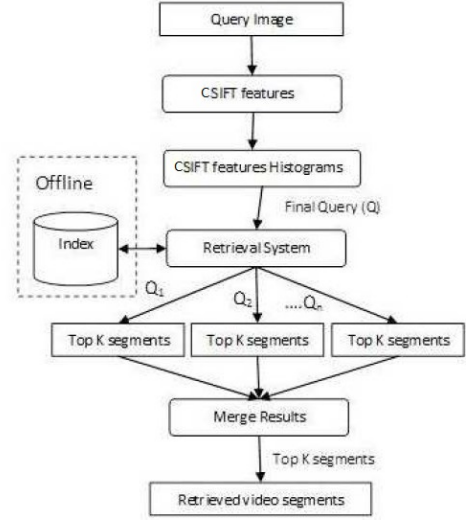 Query Image
CSIFT features
CSIFT features Histograms
Offline
Final Query (Q)
Index
Retrieval System
Q1
Q2
....Qn
Top K segments
Top K segments
Top K segments
Merge Results
Top K segments
Retrieved video segments